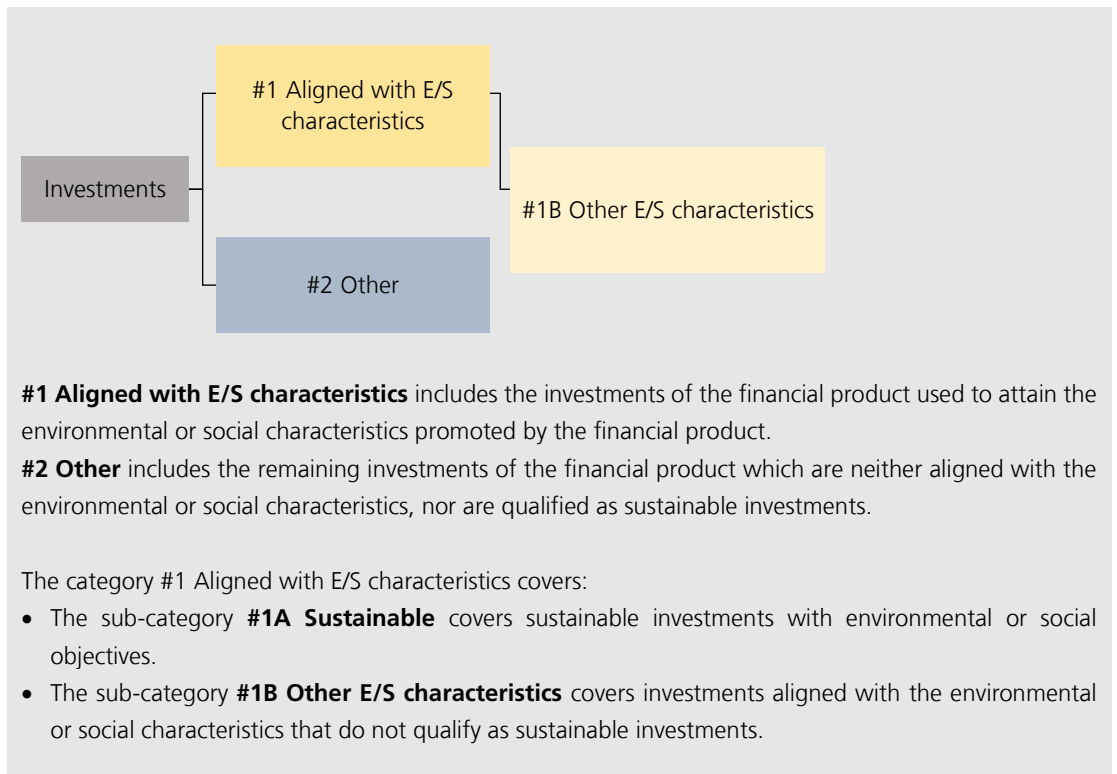 #1 Aligned with E/S
characteristics
Investments
#1B Other E/S characteristics
#2 Other
#1 Aligned with E/S characteristics includes the investments of the financial product used to attain the
environmental or social characteristics promoted by the financial product.
#2 Other includes the remaining investments of the financial product which are neither aligned with the
environmental or social characteristics, nor are qualified as sustainable investments.
The category #1 Aligned with E/S characteristics covers:
• The sub-category #1A Sustainable covers sustainable investments with environmental or social
objectives.
• The sub-category #1B Other E/S characteristics covers investments aligned with the environmental
or social characteristics that do not qualify as sustainable investments.